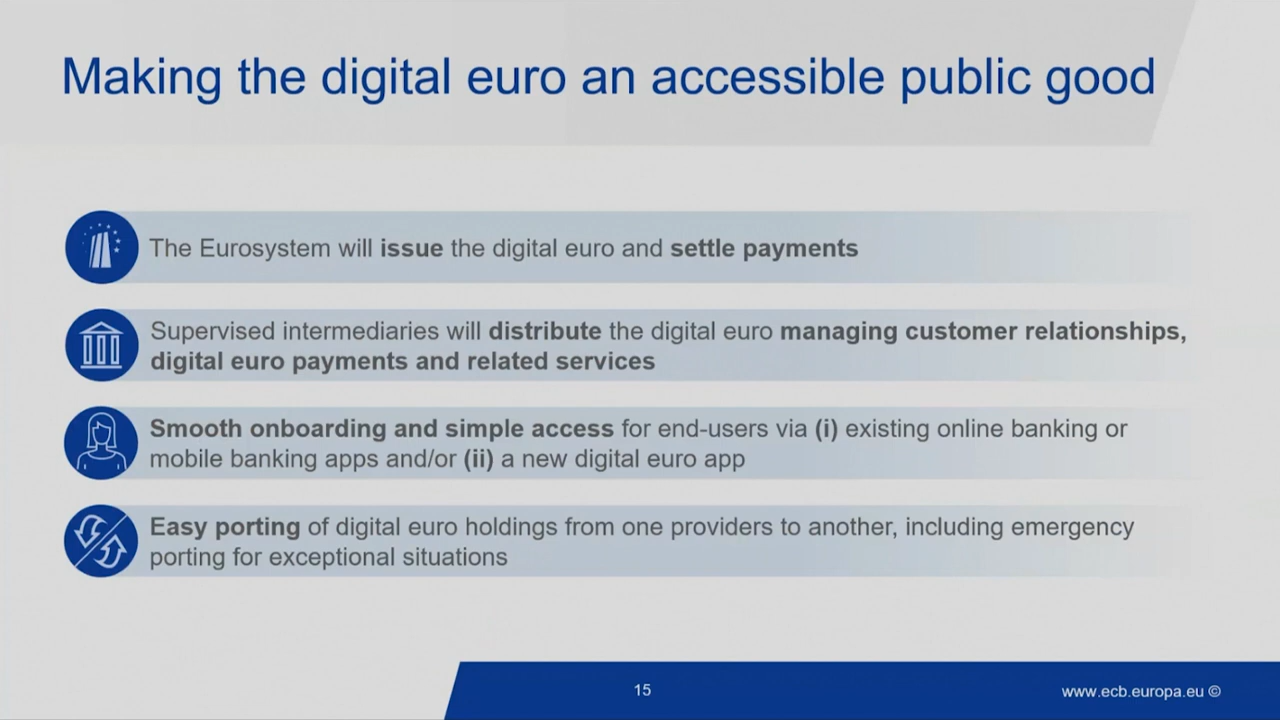 Making the digital euro an accessible public good
The Eurosystem will issue the digital euro and settle payments
Supervised intermediaries will distribute the digital euro managing customer relationships,
digital euro payments and related services
Smooth onboarding and simple access for end-users via (i) existing online banking or
mobile banking apps and/or (ii) a new digital euro app
Easy porting of digital euro holdings from one providers to another, including emergency
porting for exceptional situations
15
www.ecb.europa.eu ©